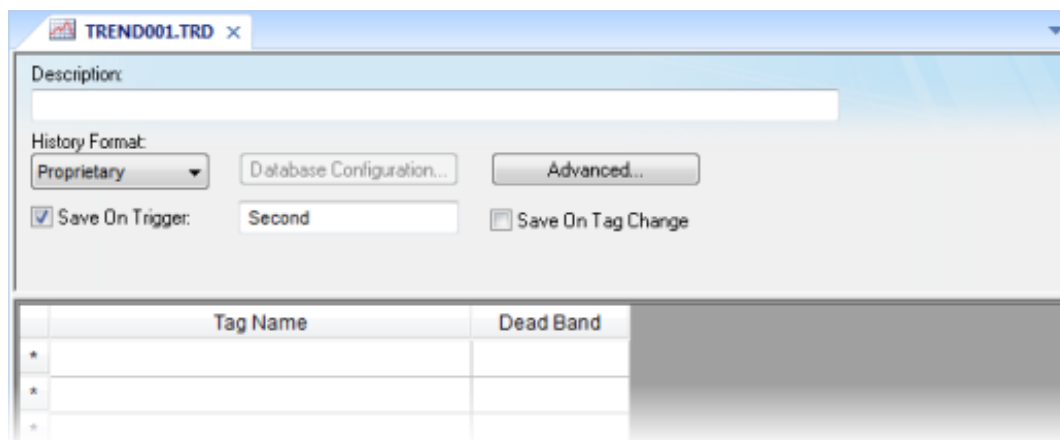 TREND001.TRD ×
Description:
History Format:
Proprietary Database Configuration... Advanced...
Save On Trigger: Second Save On Tag Change
Tag Name Dead Band
*
*
*